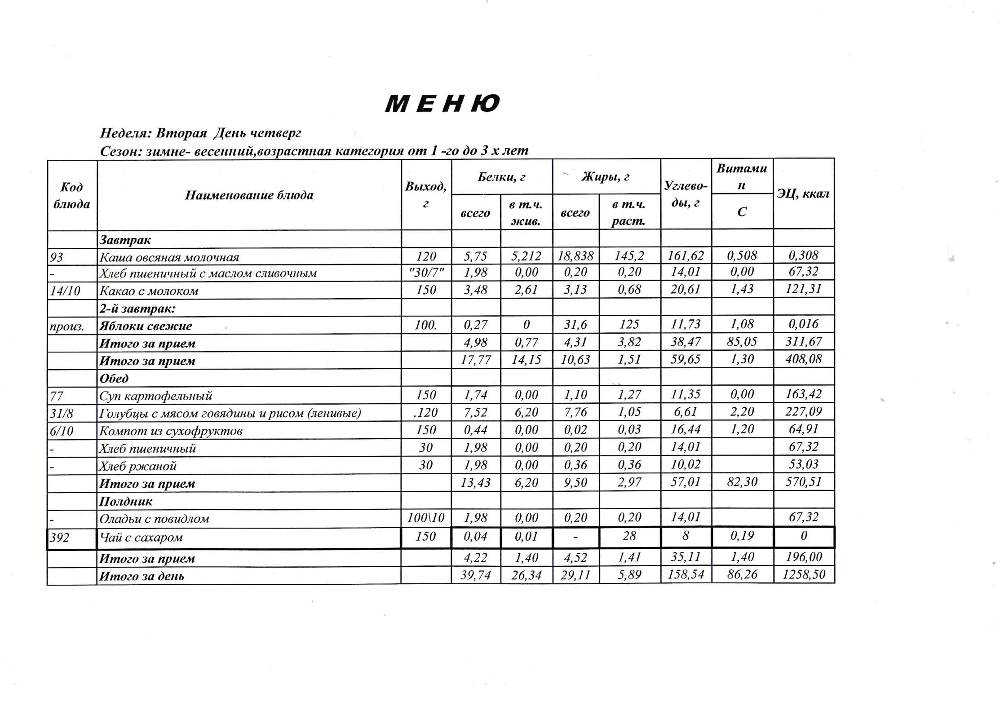 М Е Н Ю
Неделя: Вторая День четверг
Сезон: зимне- весенний,возрастная категория от 1 -го до 3 х лет
Код блюда Наименование блюда Выход, г Белки, г Жиры, г Углево- ды, г Витами н ЭЦ, ккал
всего в т.ч. жив. всего в т.ч. раст. С
Завтрак
93 Каша овсяная молочная 120 5,75 5,212 18,838 145,2 161,62 0,508 0,308
- Хлеб пшеничный с маслом сливочным "30/7" 1,98 0,00 0,20 0,20 14,01 0,00 67,32
14/10 Какао с молоком 150 3,48 2,61 3,13 0,68 20,61 1,43 121,31
2-й завтрак:
произ. Яблоки свежие 100. 0,27 0 31,6 125 11,73 1,08 0,016
Итого за прием 4,98 0,77 4,31 3,82 38,47 85,05 311,67
Итого за прием 17,77 14,15 10,63 1,51 59,65 1,30 408,08
Обед
77 Суп картофельный 150 1,74 0,00 1,10 1,27 11,35 0,00 163,42
31/8 Голубцы с мясом говядины и рисом (ленивые) .120 7,52 6,20 7,76 1,05 6,61 2,20 227,09
6/10 Компот из сухофруктов 150 0,44 0,00 0,02 0,03 16,44 1,20 64,91
- Хлеб пшеничный 30 1,98 0,00 0,20 0,20 14,01 67,32
- Хлеб ржаной 30 1,98 0,00 0,36 0,36 10,02 53,03
Итого за прием 13,43 6,20 9,50 2,97 57,01 82,30 570,51
Полдник
- Оладьи с повидлом 100\10 1,98 0,00 0,20 0,20 14,01 67,32
392 Чай с сахаром 150 0,04 0,01 - 28 8 0,19 0
Итого за прием 4,22 1,40 4,52 1,41 35,11 1,40 196,00
Итого за день 39,74 26,34 29,11 5,89 158,54 86,26 1258,50